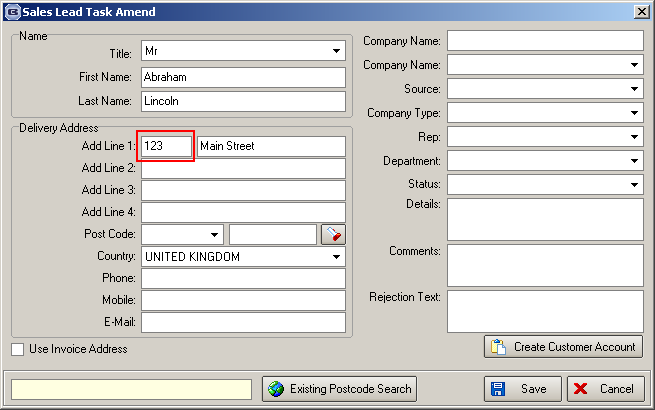 Sales Lead Task Amend
Name
Title: Mr
First Name: Abraham
Last Name: Lincoln
Delivery Address
Add Line 1: 123 Main Street
Add Line 2:
Add Line 3:
Add Line 4:
Post Code:
Country: UNITED KINGDOM
Phone:
Mobile:
E-Mail:
Use Invoice Address
Company Name:
Company Name:
Source:
Company Type:
Rep:
Department:
Status:
Details:
Comments:
Rejection Text:
Create Customer Account
Existing Postcode Search
Save
Cancel